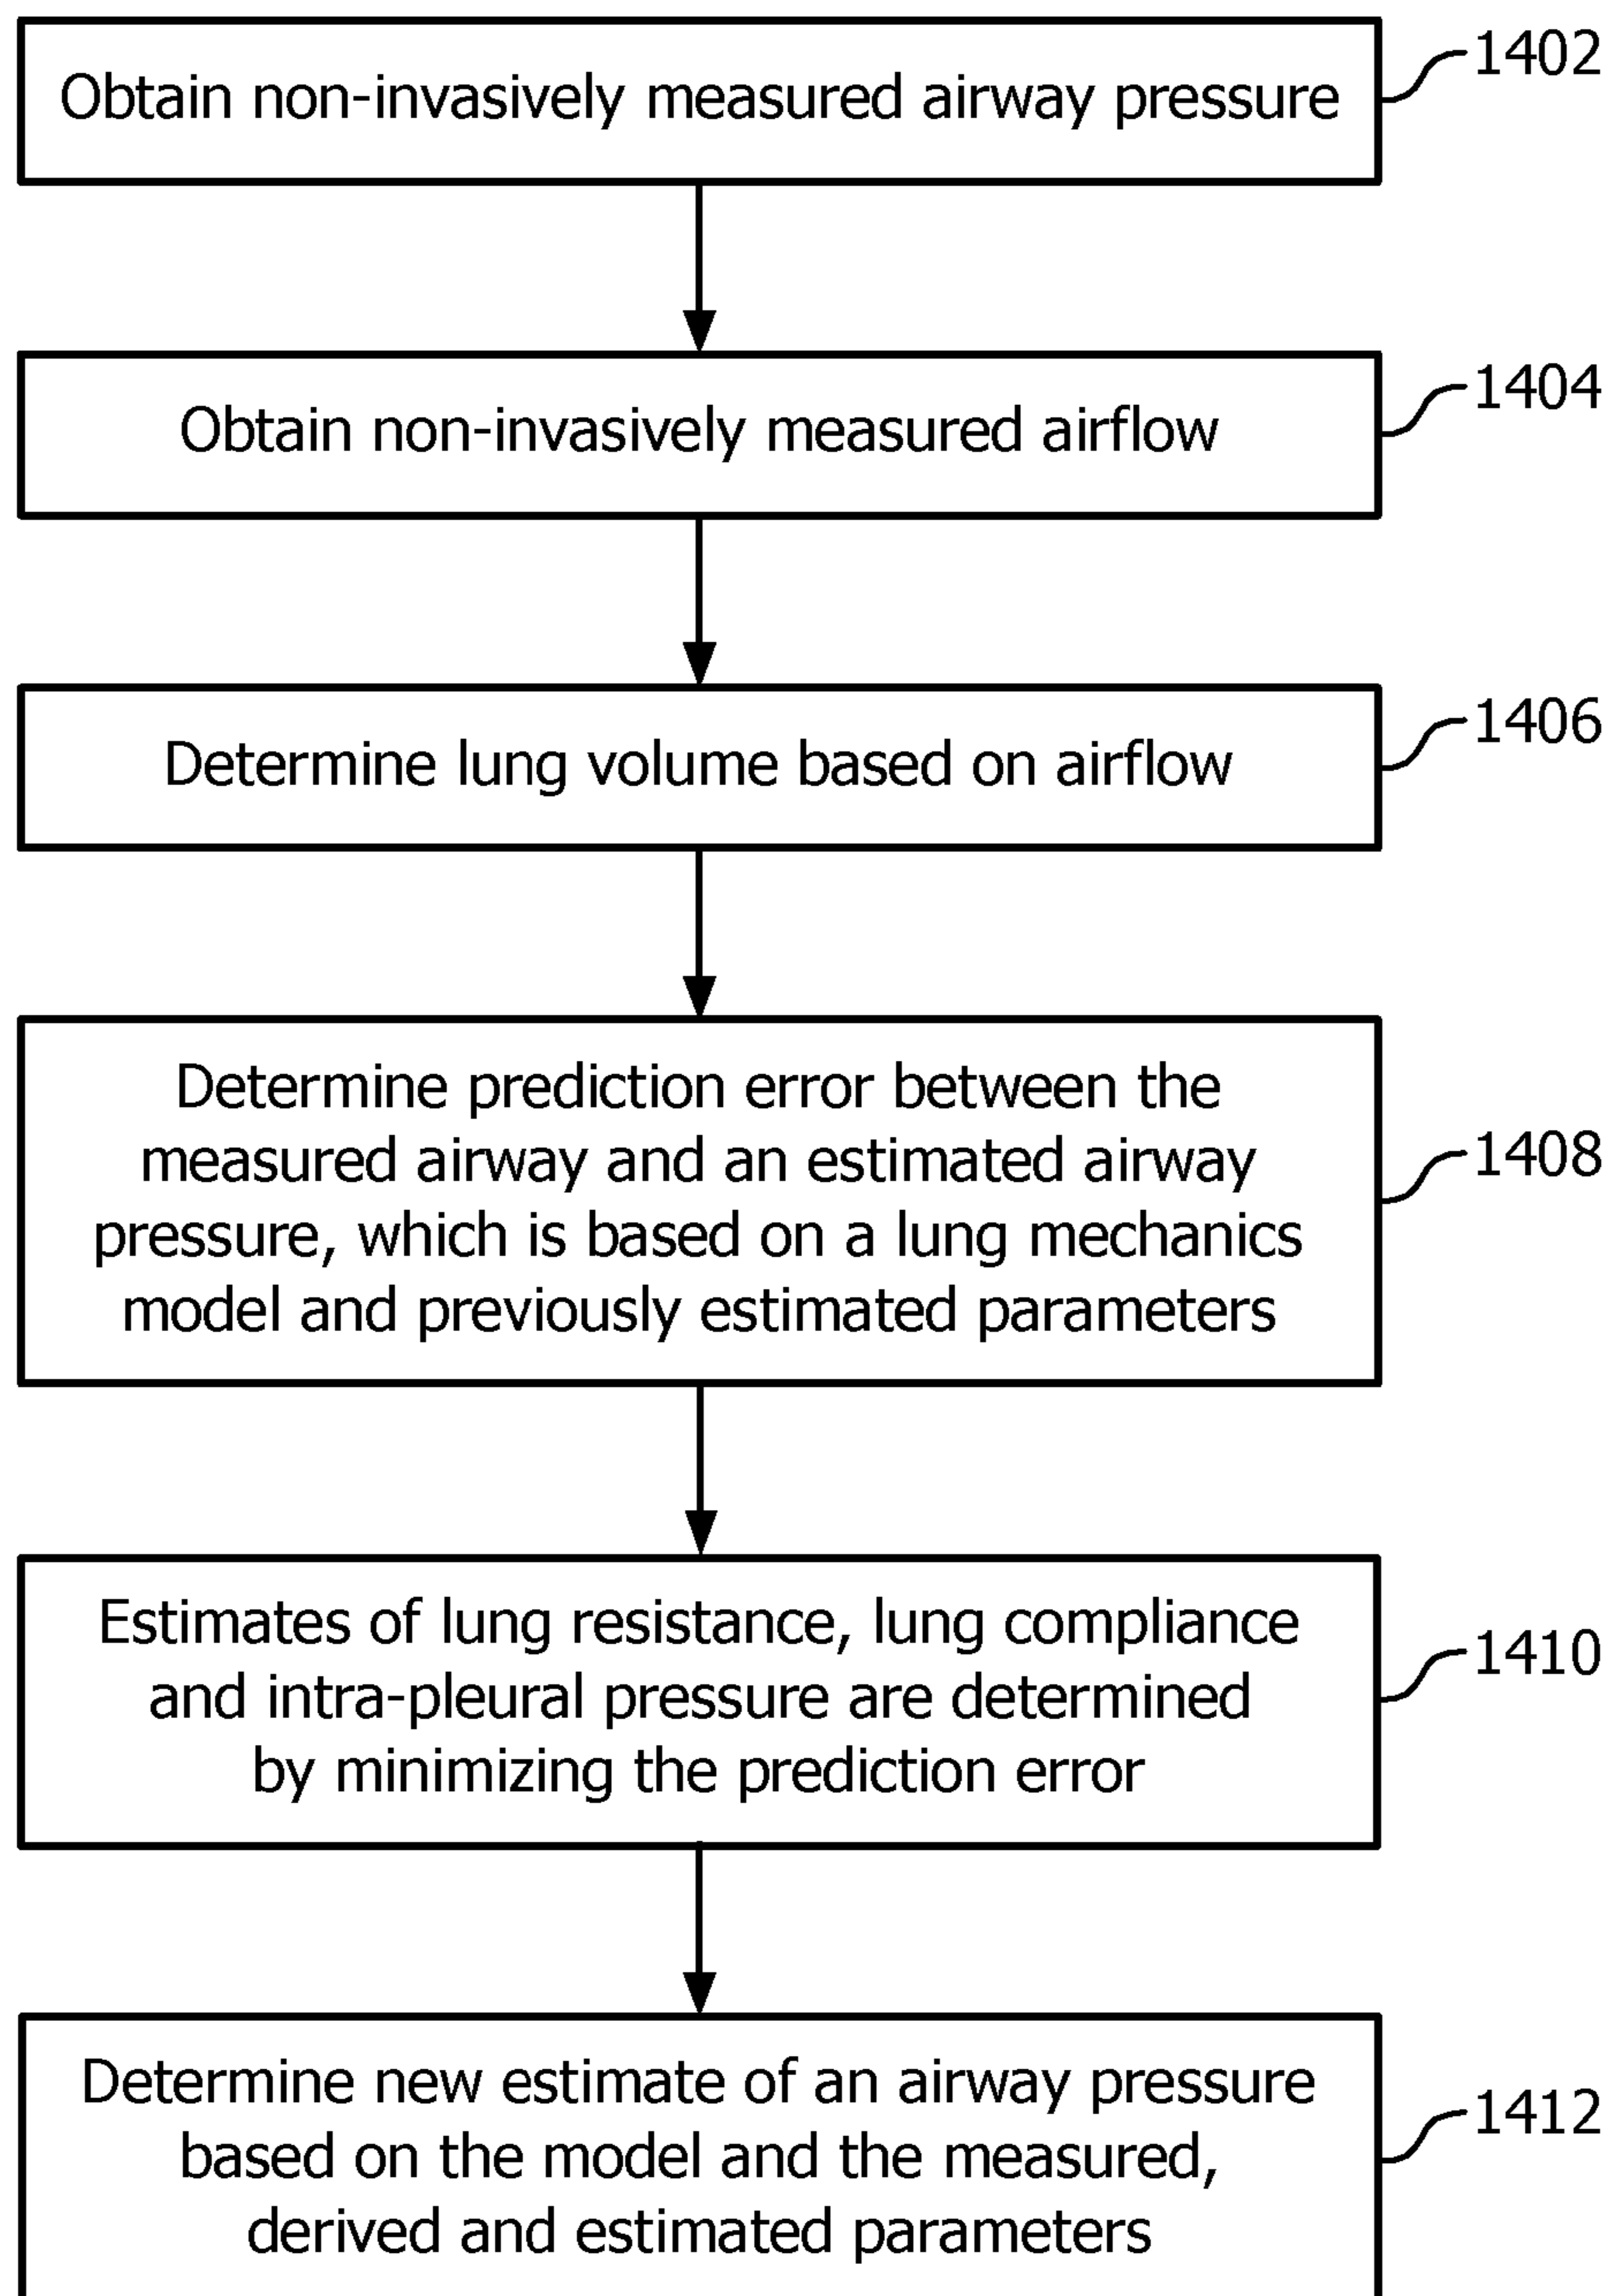 Obtain non-invasively measured airway pressure
1402
Obtain non-invasively measured airflow
1404
Determine lung volume based on airflow
1406
Determine prediction error between the
measured airway and an estimated airway
pressure, which is based on a lung mechanics
model and previously estimated parameters
1408
Estimates of lung resistance, lung compliance
and intra-pleural pressure are determined
by minimizing the prediction error
1410
Determine new estimate of an airway pressure
based on the model and the measured,
derived and estimated parameters
1412